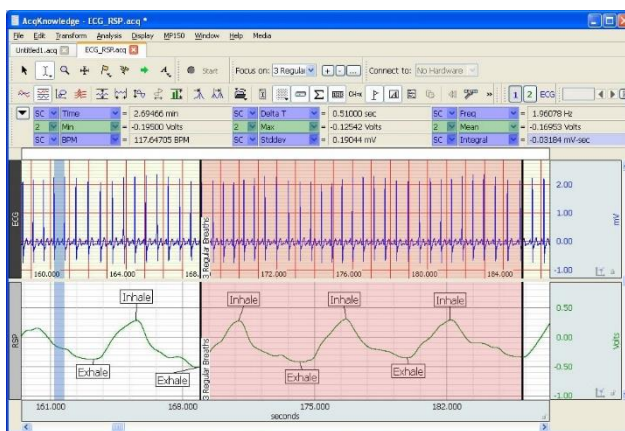 AcqKnowledge - ECG_RSP.acq *
File Edit Transform Analysis Display MP150 Window Help Media
Untitled1.acq ECG_RSP.acq
Start Focus on: 3 Regular + - ... Connect to: No Hardware
1 2 ECG
SC Time = 2.69466 min SC Delta T = 0.51000 sec SC Freq = 1.96078 Hz
2 Min = -0.19500 Volts 2 Max = -0.12542 Volts 2 Mean = -0.16953 Volts
SC BPM = 117.64705 BPM SC Stddev = 0.19044 mV SC Integral = -0.03184 mV-sec
ECG
3 Regular Breaths
2.00
1.00
0.00
-1.00
mV
160.000 164.000 168. 172.000 176.000 180.000 184.000
RSP
3 Regular Breaths
Inhale Inhale Inhale Inhale
Exhale Exhale Exhale Exhale
0.50
0.00
-0.50
-1.00
Volts
161.000 168.000 175.000 182.000
seconds